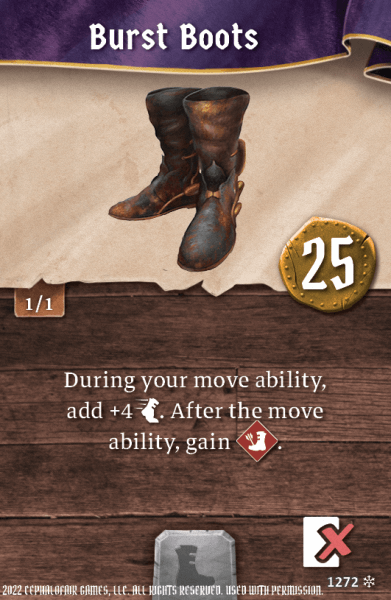 Burst Boots
25
1/1
During your move ability,
add +4 . After the move
ability, gain .
1272
2022 CEPHALOFAIR GAMES, LLC. ALL RIGHTS RESERVED. USED WITH PERMISSION.